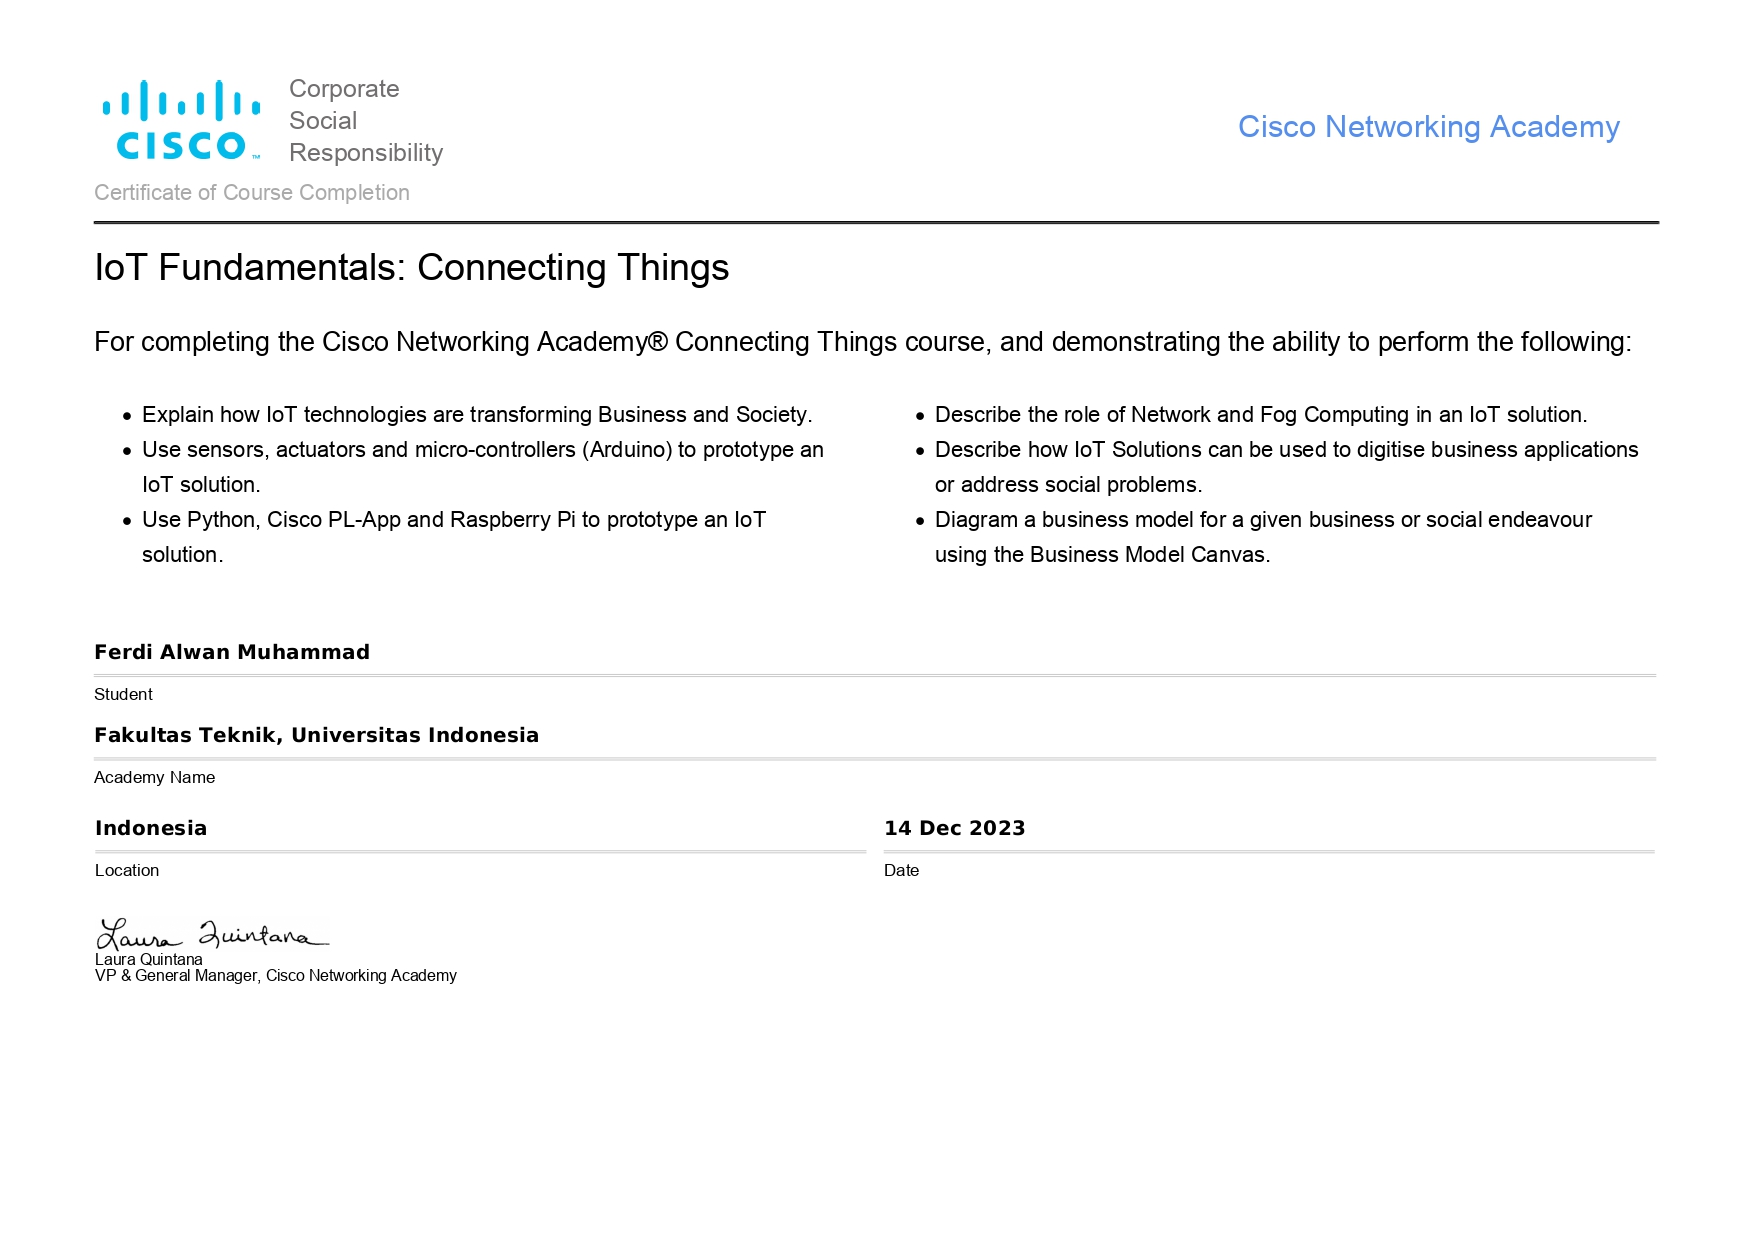 CISCO™
Corporate
Social
Responsibility
Cisco Networking Academy
Certificate of Course Completion
IoT Fundamentals: Connecting Things
For completing the Cisco Networking Academy® Connecting Things course, and demonstrating the ability to perform the following:
• Explain how IoT technologies are transforming Business and Society.
• Use sensors, actuators and micro-controllers (Arduino) to prototype an
IoT solution.
• Use Python, Cisco PL-App and Raspberry Pi to prototype an IoT
solution.
• Describe the role of Network and Fog Computing in an IoT solution.
• Describe how IoT Solutions can be used to digitise business applications
or address social problems.
• Diagram a business model for a given business or social endeavour
using the Business Model Canvas.
Ferdi Alwan Muhammad
Student
Fakultas Teknik, Universitas Indonesia
Academy Name
Indonesia
Location
14 Dec 2023
Date
Laura Quintana
Laura Quintana
VP & General Manager, Cisco Networking Academy